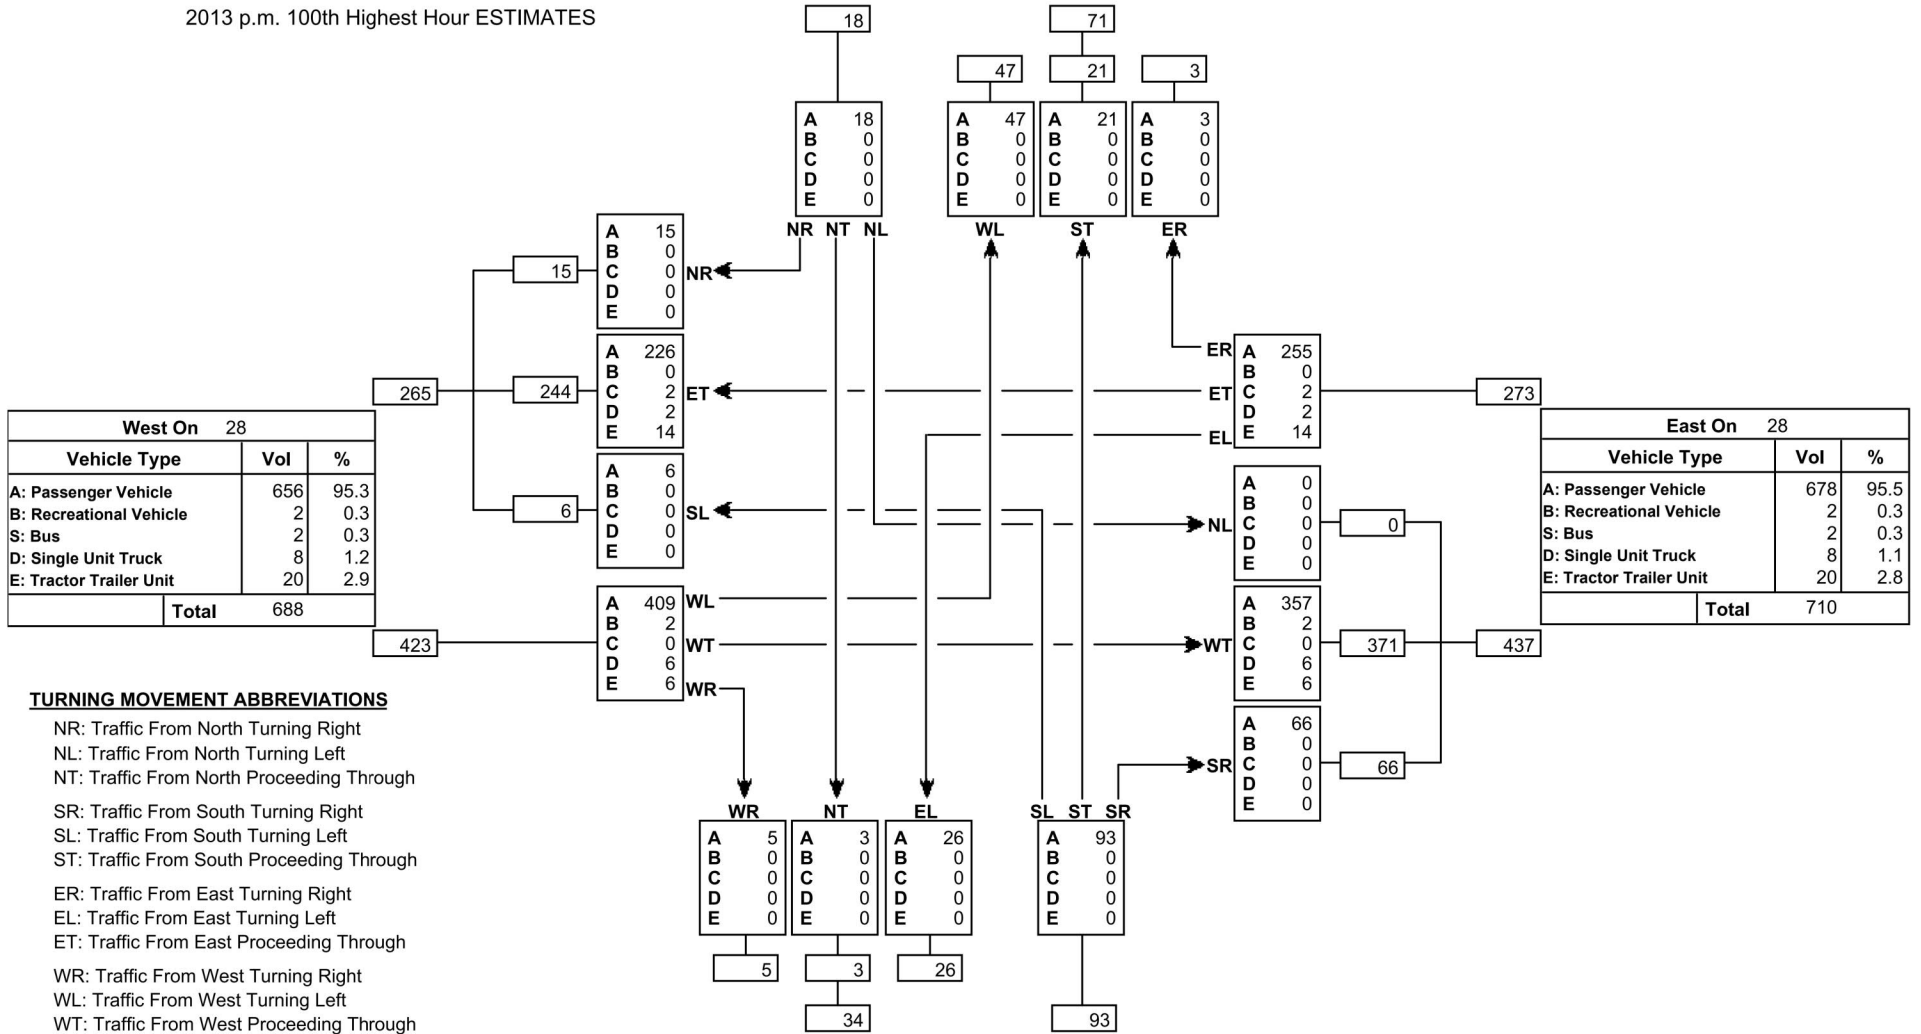 2013 p.m. 100th Highest Hour ESTIMATES
18
71
47
21
3
A 18
B 0
C 0
D 0
E 0
A 47
B 0
C 0
D 0
E 0
A 21
B 0
C 0
D 0
E 0
A 3
B 0
C 0
D 0
E 0
NR NT NL
WL
ST
ER
15
A 15
B 0
C 0
D 0
E 0
NR
265
244
A 226
B 0
C 2
D 2
E 14
ET
6
A 6
B 0
C 0
D 0
E 0
SL
423
A 409
B 2
C 0
D 6
E 6
WL
WT
WR
West On 28
Vehicle Type Vol %
A: Passenger Vehicle 656 95.3
B: Recreational Vehicle 2 0.3
S: Bus 2 0.3
D: Single Unit Truck 8 1.2
E: Tractor Trailer Unit 20 2.9
Total 688
ER
ET
EL
A 255
B 0
C 2
D 2
E 14
273
NL
A 0
B 0
C 0
D 0
E 0
0
WT
A 357
B 2
C 0
D 6
E 6
371
437
SR
A 66
B 0
C 0
D 0
E 0
66
East On 28
Vehicle Type Vol %
A: Passenger Vehicle 678 95.5
B: Recreational Vehicle 2 0.3
S: Bus 2 0.3
D: Single Unit Truck 8 1.1
E: Tractor Trailer Unit 20 2.8
Total 710
TURNING MOVEMENT ABBREVIATIONS
NR: Traffic From North Turning Right
NL: Traffic From North Turning Left
NT: Traffic From North Proceeding Through
SR: Traffic From South Turning Right
SL: Traffic From South Turning Left
ST: Traffic From South Proceeding Through
ER: Traffic From East Turning Right
EL: Traffic From East Turning Left
ET: Traffic From East Proceeding Through
WR: Traffic From West Turning Right
WL: Traffic From West Turning Left
WT: Traffic From West Proceeding Through
WR
NT
EL
SL ST SR
A 5
B 0
C 0
D 0
E 0
A 3
B 0
C 0
D 0
E 0
A 26
B 0
C 0
D 0
E 0
A 93
B 0
C 0
D 0
E 0
5
3
26
34
93